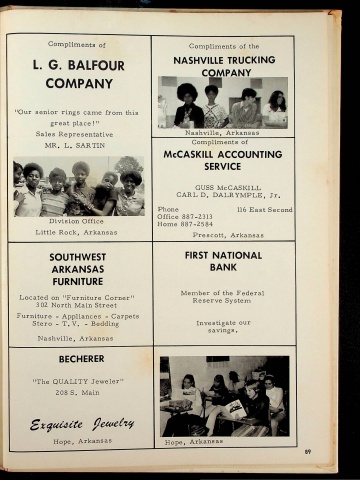 Compliments of
L. G. BALFOUR
COMPANY
"Our senior rings came from this
great place!"
Sales Representative
MR. L. SARTIN
Division Office
Little Rock, Arkansas
Compliments of the
NASHVILLE TRUCKING
COMPANY
Nashville, Arkansas
Compliments of
McCASKILL ACCOUNTING
SERVICE
GUSS McCASKILL
CARL D. DALRYMPLE, Jr.
Phone 116 East Second
Office 887-2313
Home 887-2584
Prescott, Arkansas
SOUTHWEST
ARKANSAS
FURNITURE
Located on "Furniture Corner"
302 North Main Street
Furniture - Appliances - Carpets
Stero - T.V. - Bedding
Nashville, Arkansas
FIRST NATIONAL
BANK
Member of the Federal
Reserve System
Investigate our
savings.
BECHERER
"The QUALITY Jeweler"
208 S. Main
Exquisite Jewelry
Hope, Arkansas
Hope, Arkansas
89